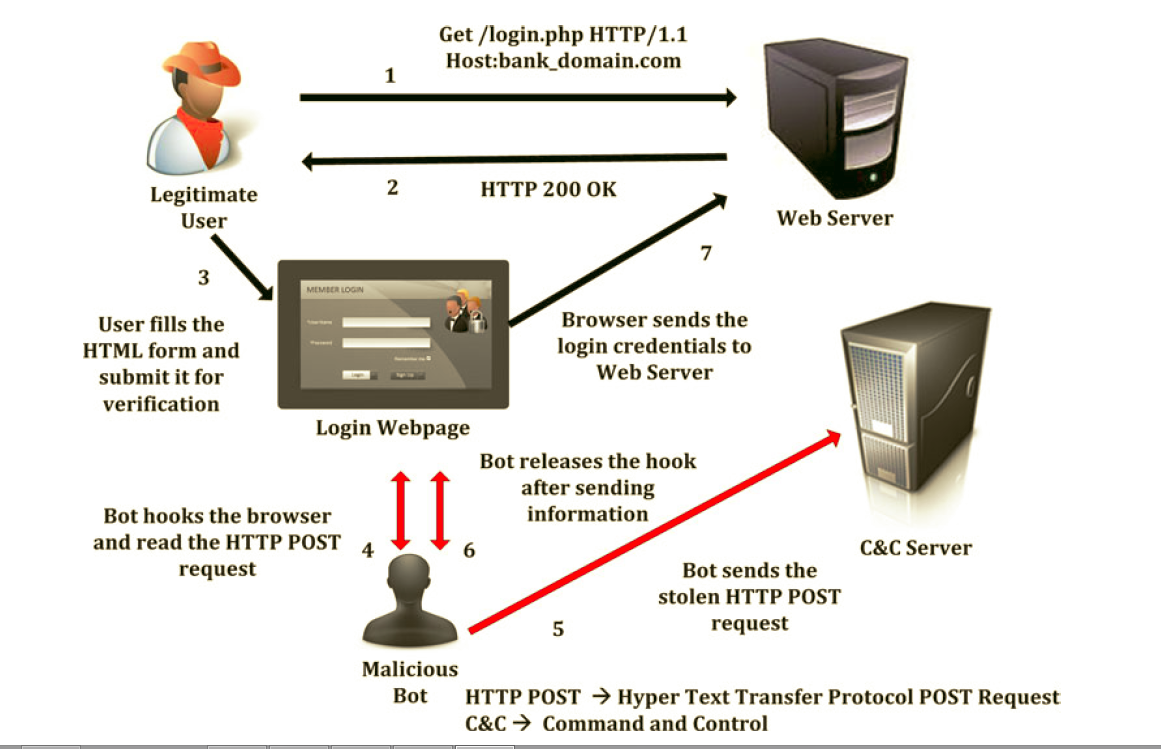 Get /login.php HTTP/1.1
Host:bank_domain.com
1
2
HTTP 200 OK
Legitimate
User
Web Server
3
7
MEMBER LOGIN
User fills the
HTML form and
submit it for
verification
Password
Remember Me
Login
Sign Up
Browser sends the
login credentials to
Web Server
Login Webpage
Bot releases the hook
after sending
information
Bot hooks the browser
and read the HTTP POST
request
4
6
C&C Server
Bot sends the
stolen HTTP POST
request
5
Malicious
Bot
HTTP POST → Hyper Text Transfer Protocol POST Request
C&C → Command and Control